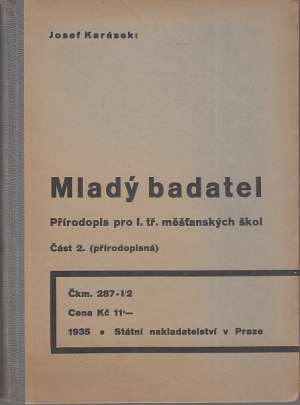 Josef Karásek:
Mladý badatel
Přírodopis pro I. tř. měšťanských škol
Část 2. (přírodopisná)
Čkm. 287-I/2
Cena Kč 11·—
1935 • Státní nakladatelství v Praze